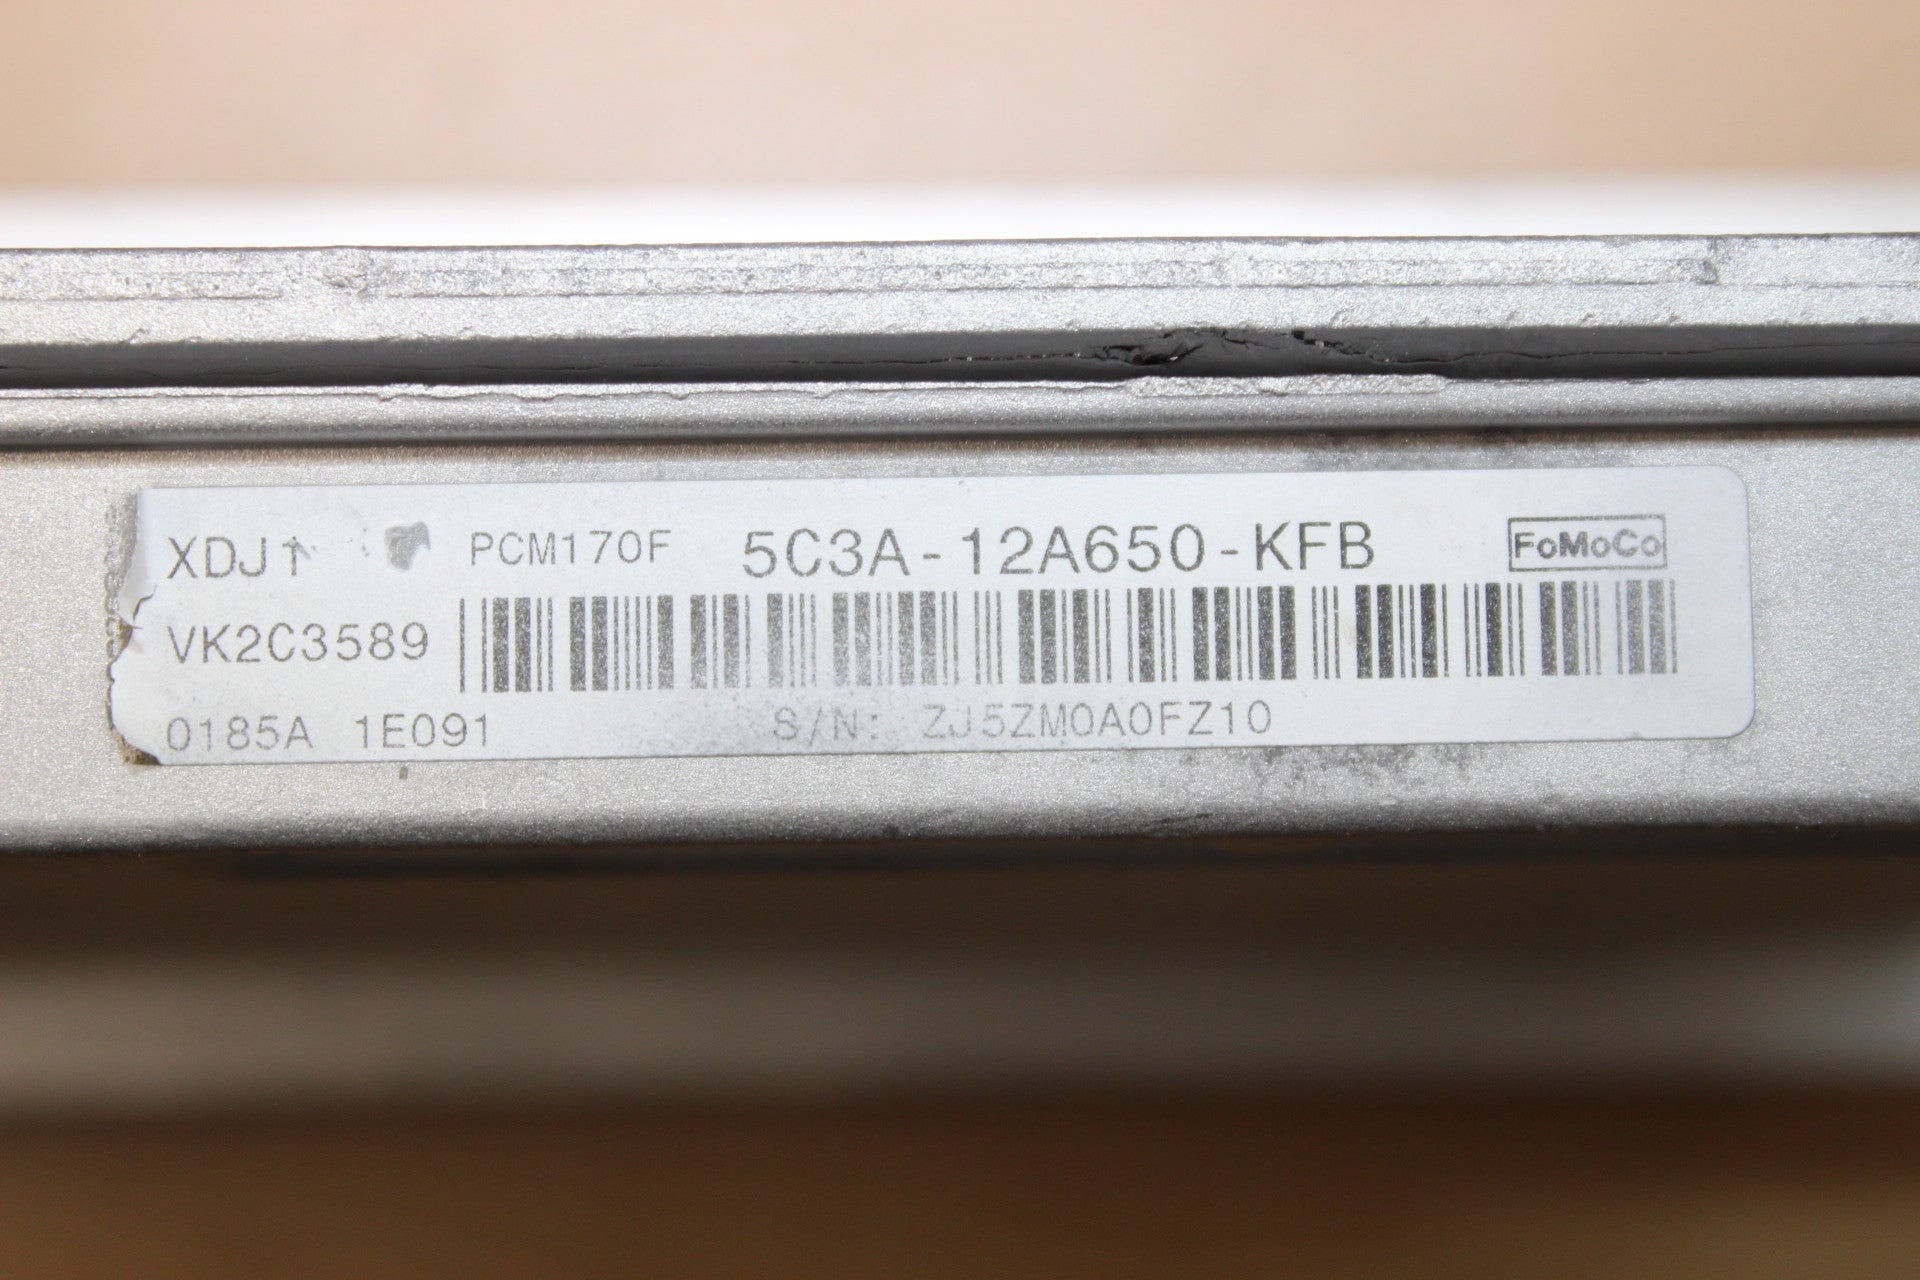 XDJ1 PCM170F 5C3A-12A650-KFB FoMoCo
VK2C3589
0185A 1E091 S/N: ZJ5ZM0A0FZ10